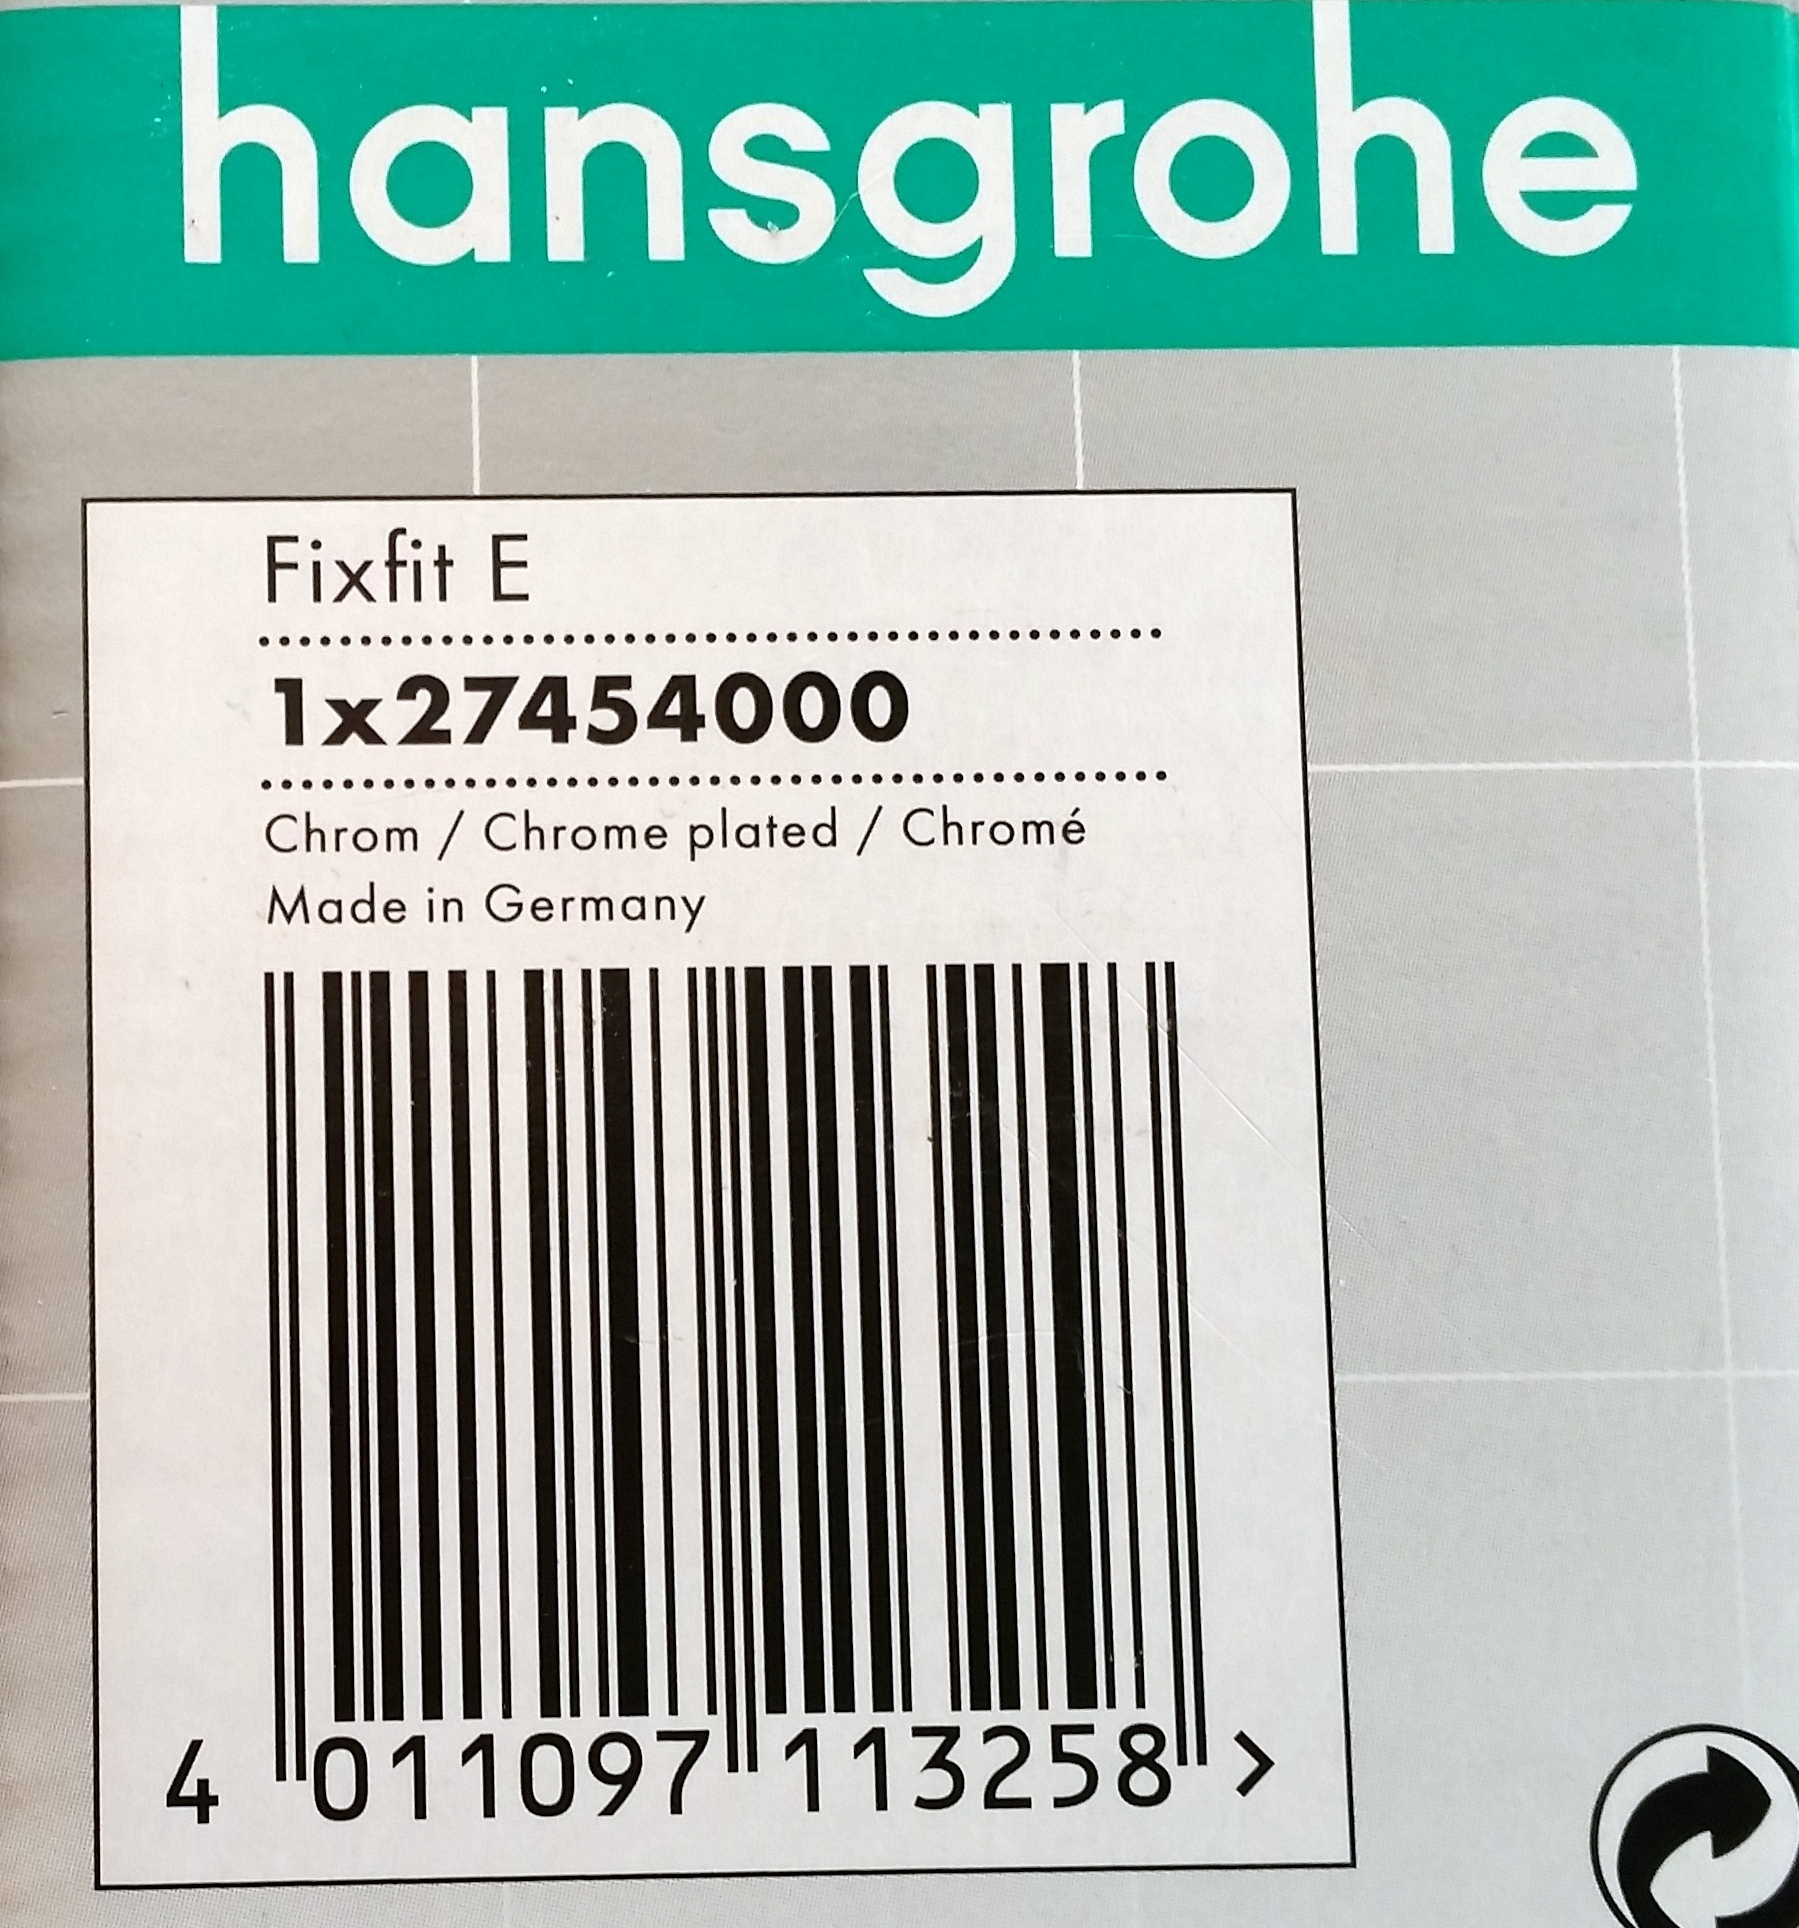 hansgrohe
Fixfit E
1x27454000
Chrom / Chrome plated / Chromé
Made in Germany
4 011097 113258 >